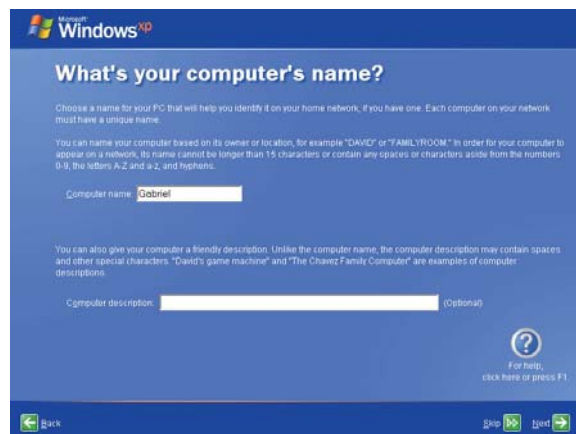 Microsoft
Windows xp
What's your computer's name?
Choose a name for your PC that will help you identify it on your home network, if you have one. Each computer on your network
must have a unique name.
You can name your computer based on its owner or location, for example "DAVID" or "FAMILYROOM." In order for your computer to
appear on a network, its name cannot be longer than 15 characters or contain any spaces or characters aside from the numbers
0-9, the letters A-Z and a-z, and hyphens.
Computer name: Gabriel
You can also give your computer a friendly description. Unlike the computer name, the computer description may contain spaces
and other special characters. "David's game machine" and "The Chavez Family Computer" are examples of computer
descriptions.
Computer description: (Optional)
For help,
click here or press F1.
Back Skip Next